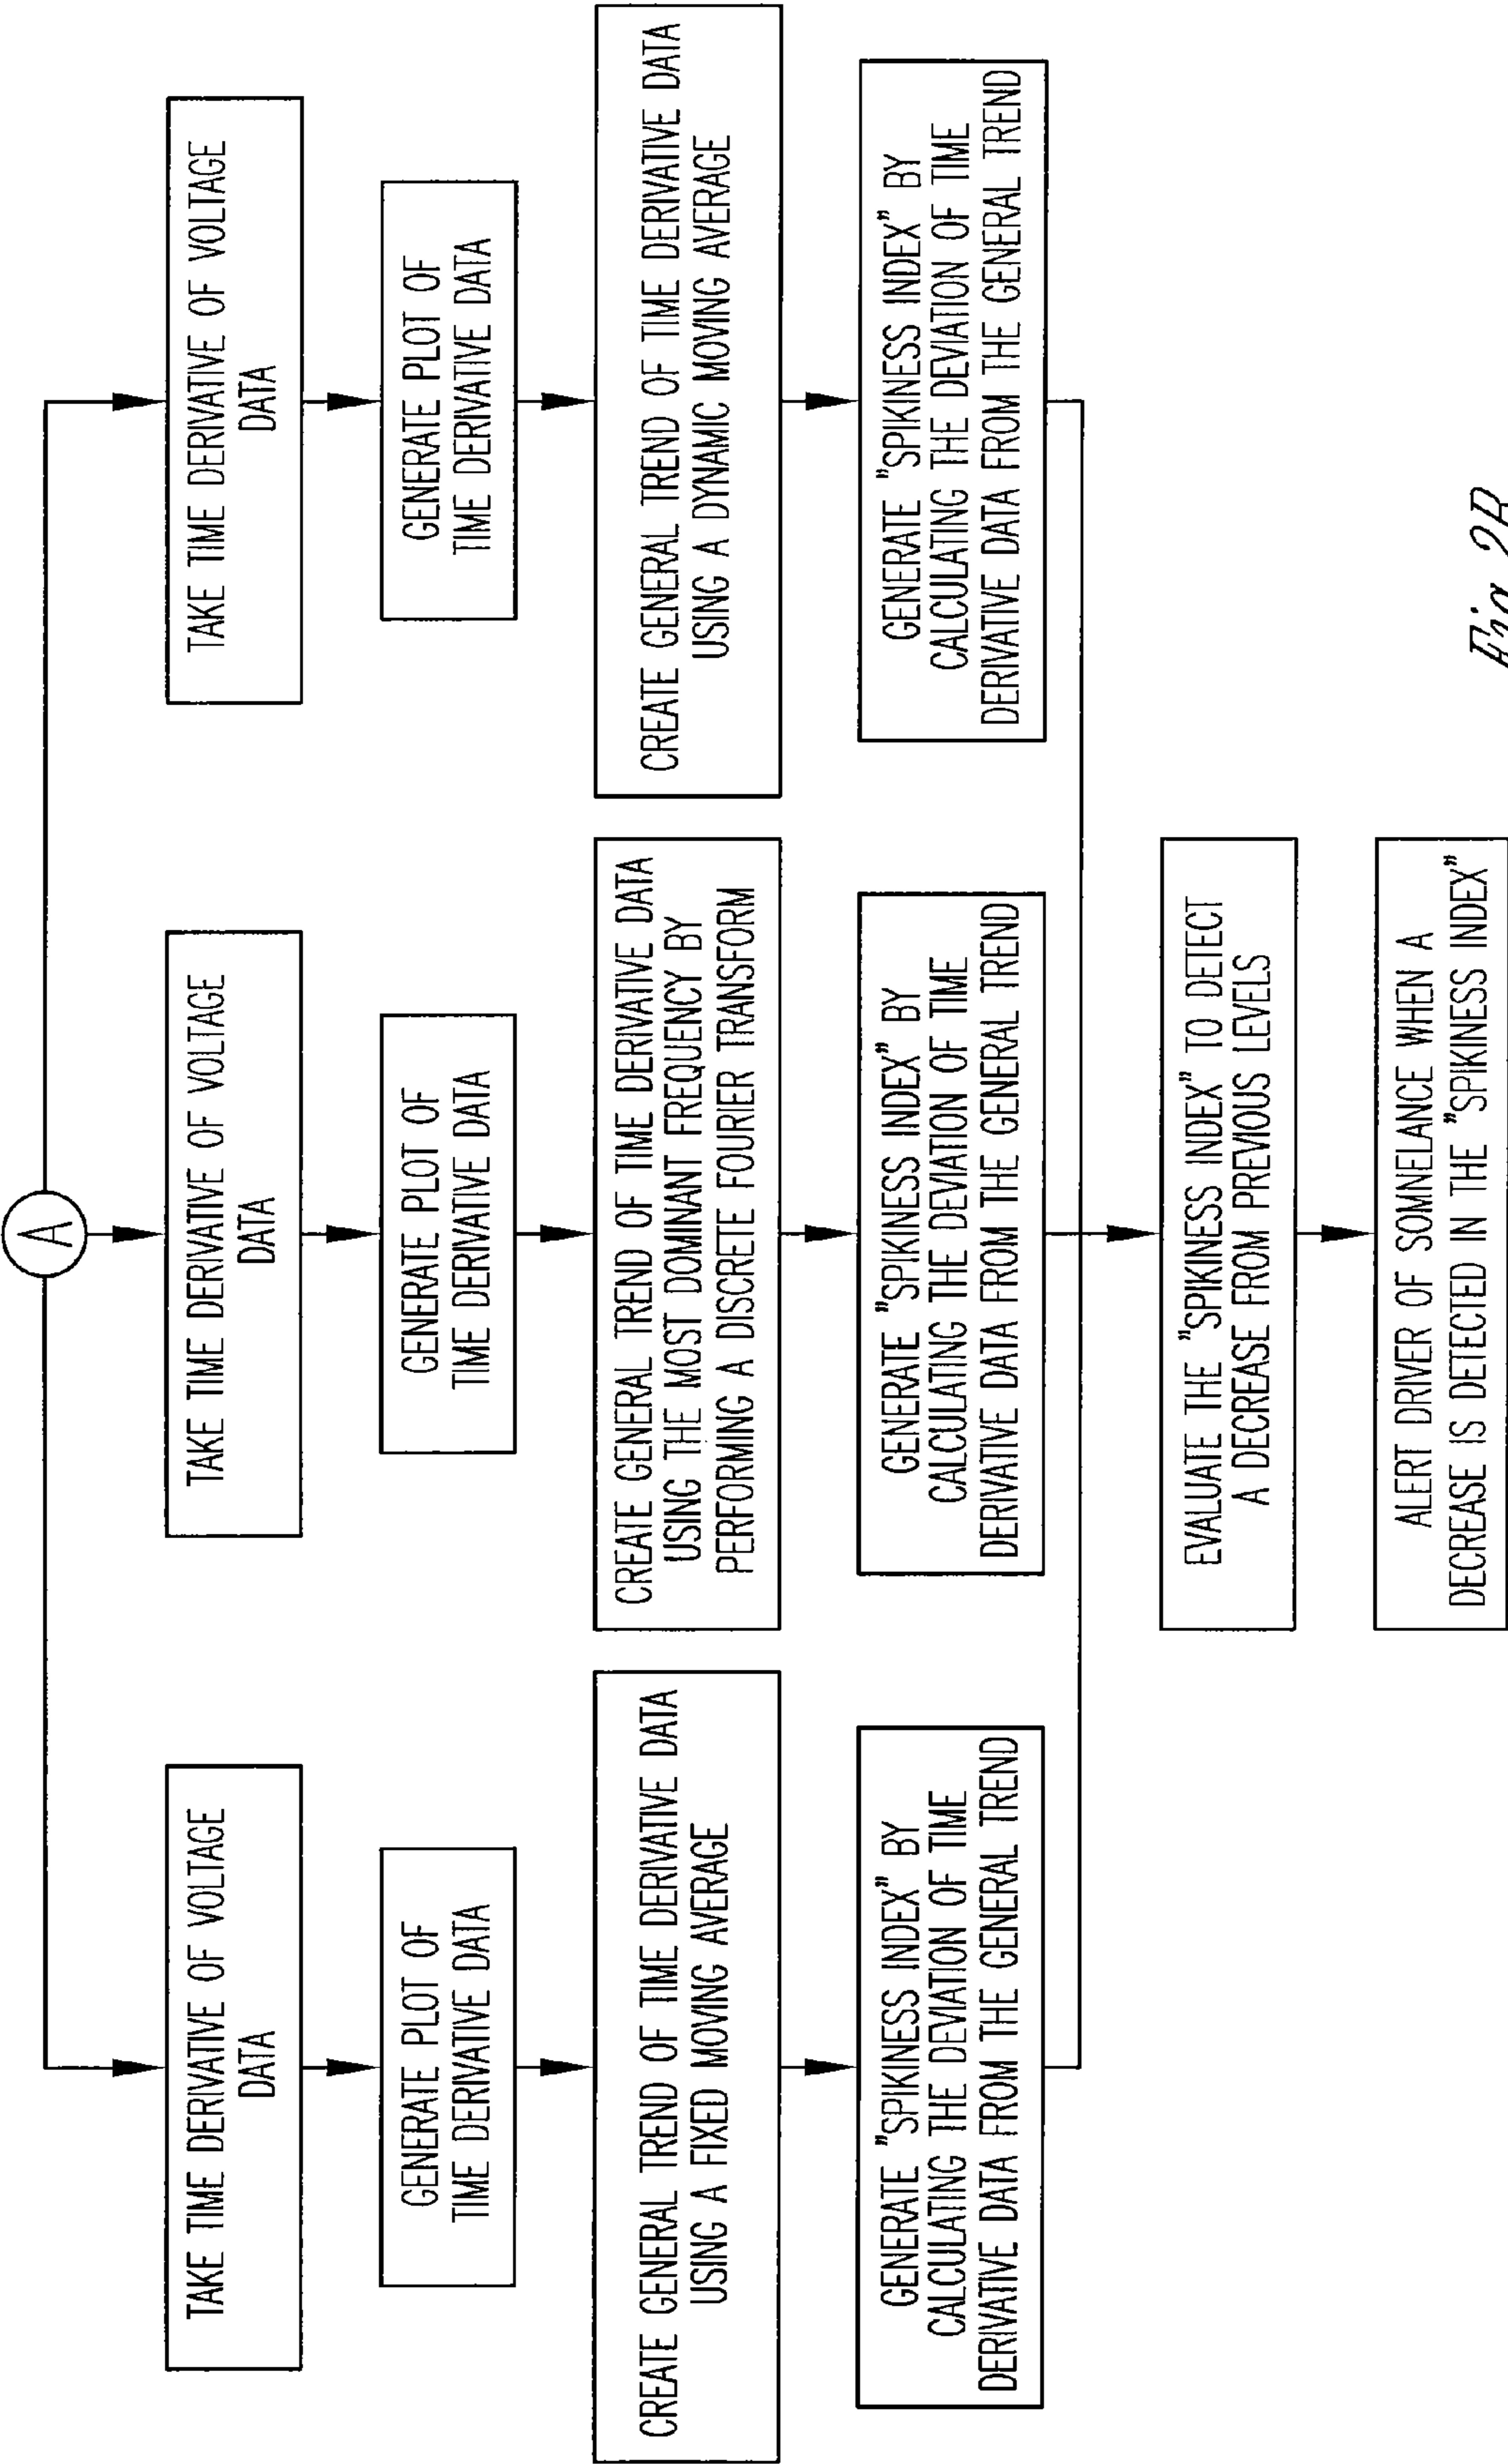 A
TAKE TIME DERIVATIVE OF VOLTAGE
DATA
GENERATE PLOT OF
TIME DERIVATIVE DATA
CREATE GENERAL TREND OF TIME DERIVATIVE DATA
USING A FIXED MOVING AVERAGE
GENERATE "SPIKINESS INDEX" BY
CALCULATING THE DEVIATION OF TIME
DERIVATIVE DATA FROM THE GENERAL TREND
TAKE TIME DERIVATIVE OF VOLTAGE
DATA
GENERATE PLOT OF
TIME DERIVATIVE DATA
CREATE GENERAL TREND OF TIME DERIVATIVE DATA
USING THE MOST DOMINANT FREQUENCY BY
PERFORMING A DISCRETE FOURIER TRANSFORM
GENERATE "SPIKINESS INDEX" BY
CALCULATING THE DEVIATION OF TIME
DERIVATIVE DATA FROM THE GENERAL TREND
TAKE TIME DERIVATIVE OF VOLTAGE
DATA
GENERATE PLOT OF
TIME DERIVATIVE DATA
CREATE GENERAL TREND OF TIME DERIVATIVE DATA
USING A DYNAMIC MOVING AVERAGE
GENERATE "SPIKINESS INDEX" BY
CALCULATING THE DEVIATION OF TIME
DERIVATIVE DATA FROM THE GENERAL TREND
EVALUATE THE "SPIKINESS INDEX" TO DETECT
A DECREASE FROM PREVIOUS LEVELS
ALERT DRIVER OF SOMNELANCE WHEN A
DECREASE IS DETECTED IN THE "SPIKINESS INDEX"
Fig. 2B